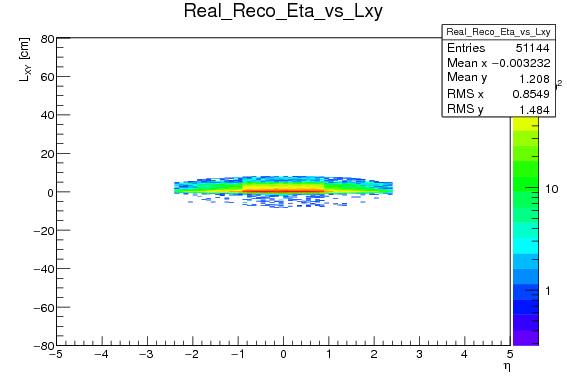 Real_Reco_Eta_vs_Lxy
Real_Reco_Eta_vs_Lxy
Entries 51144
Mean x −0.003232
Mean y 1.208
RMS x 0.8549
RMS y 1.484
L_XY [cm]
80
60
40
20
0
−20
−40
−60
−80
−5 −4 −3 −2 −1 0 1 2 3 4 5
η
2
10
1